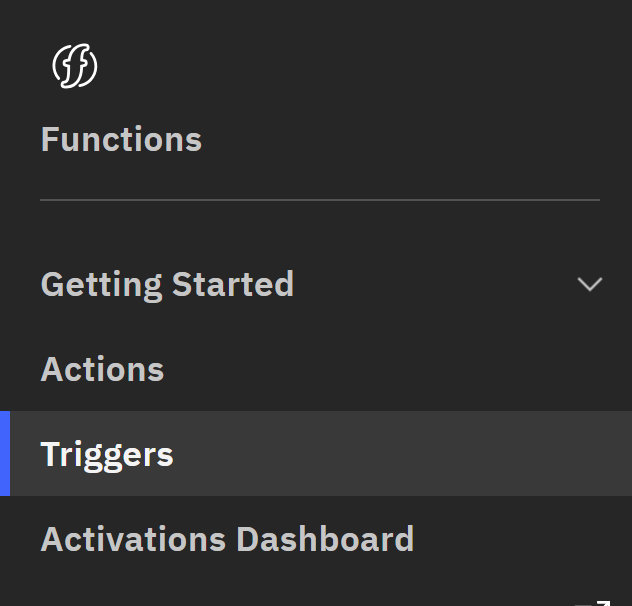 Functions
Getting Started
Actions
Triggers
Activations Dashboard